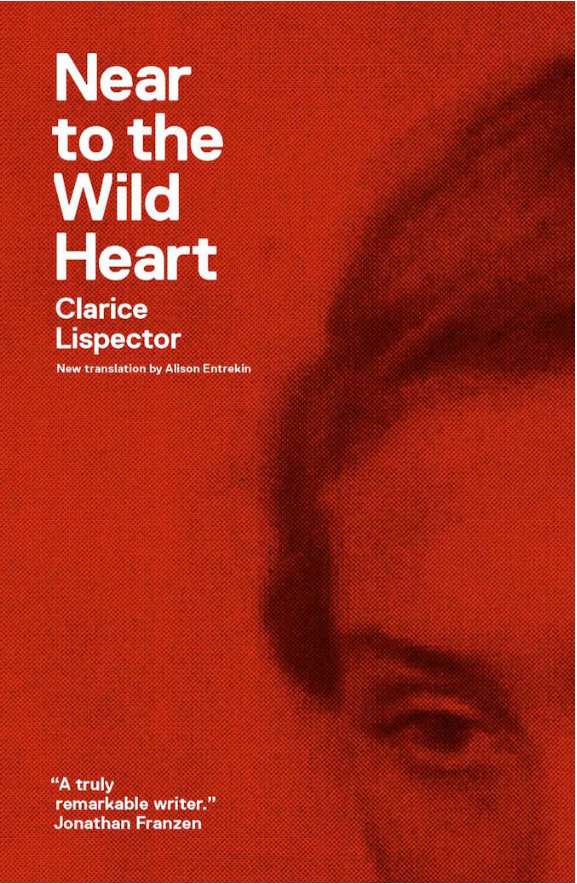 Near
to the
Wild
Heart
Clarice
Lispector
New translation by Alison Entrekin
“A truly
remarkable writer.”
Jonathan Franzen